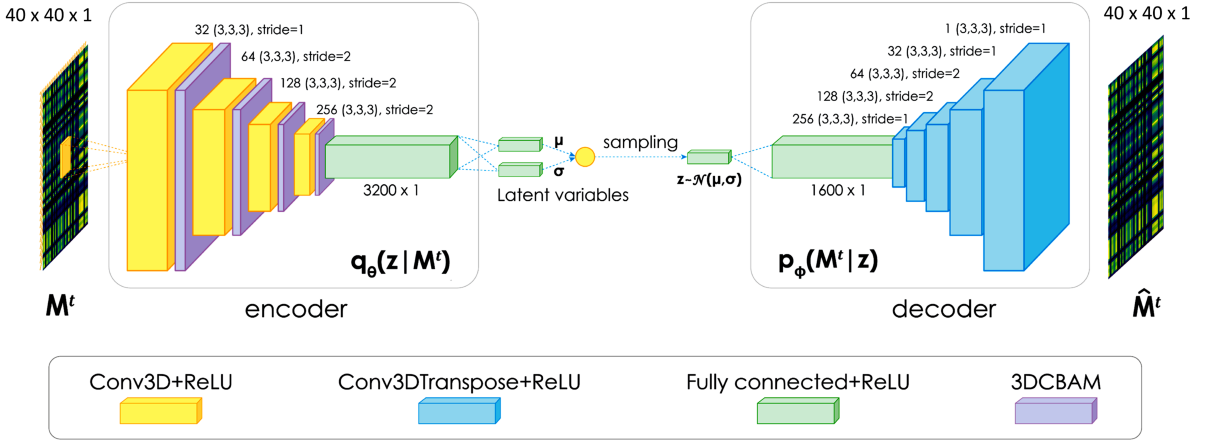 40 x 40 x 1
32 (3,3,3), stride=1
64 (3,3,3), stride=2
128 (3,3,3), stride=2
256 (3,3,3), stride=2
3200 x 1
μ
σ
Latent variables
sampling
z~𝒩(μ,σ)
1 (3,3,3), stride=1
32 (3,3,3), stride=1
64 (3,3,3), stride=2
128 (3,3,3), stride=2
256 (3,3,3), stride=1
1600 x 1
40 x 40 x 1
qθ(z|Mᵗ)
pϕ(Mᵗ|z)
Mᵗ
encoder
decoder
M̂ᵗ
Conv3D+ReLU
Conv3DTranspose+ReLU
Fully connected+ReLU
3DCBAM